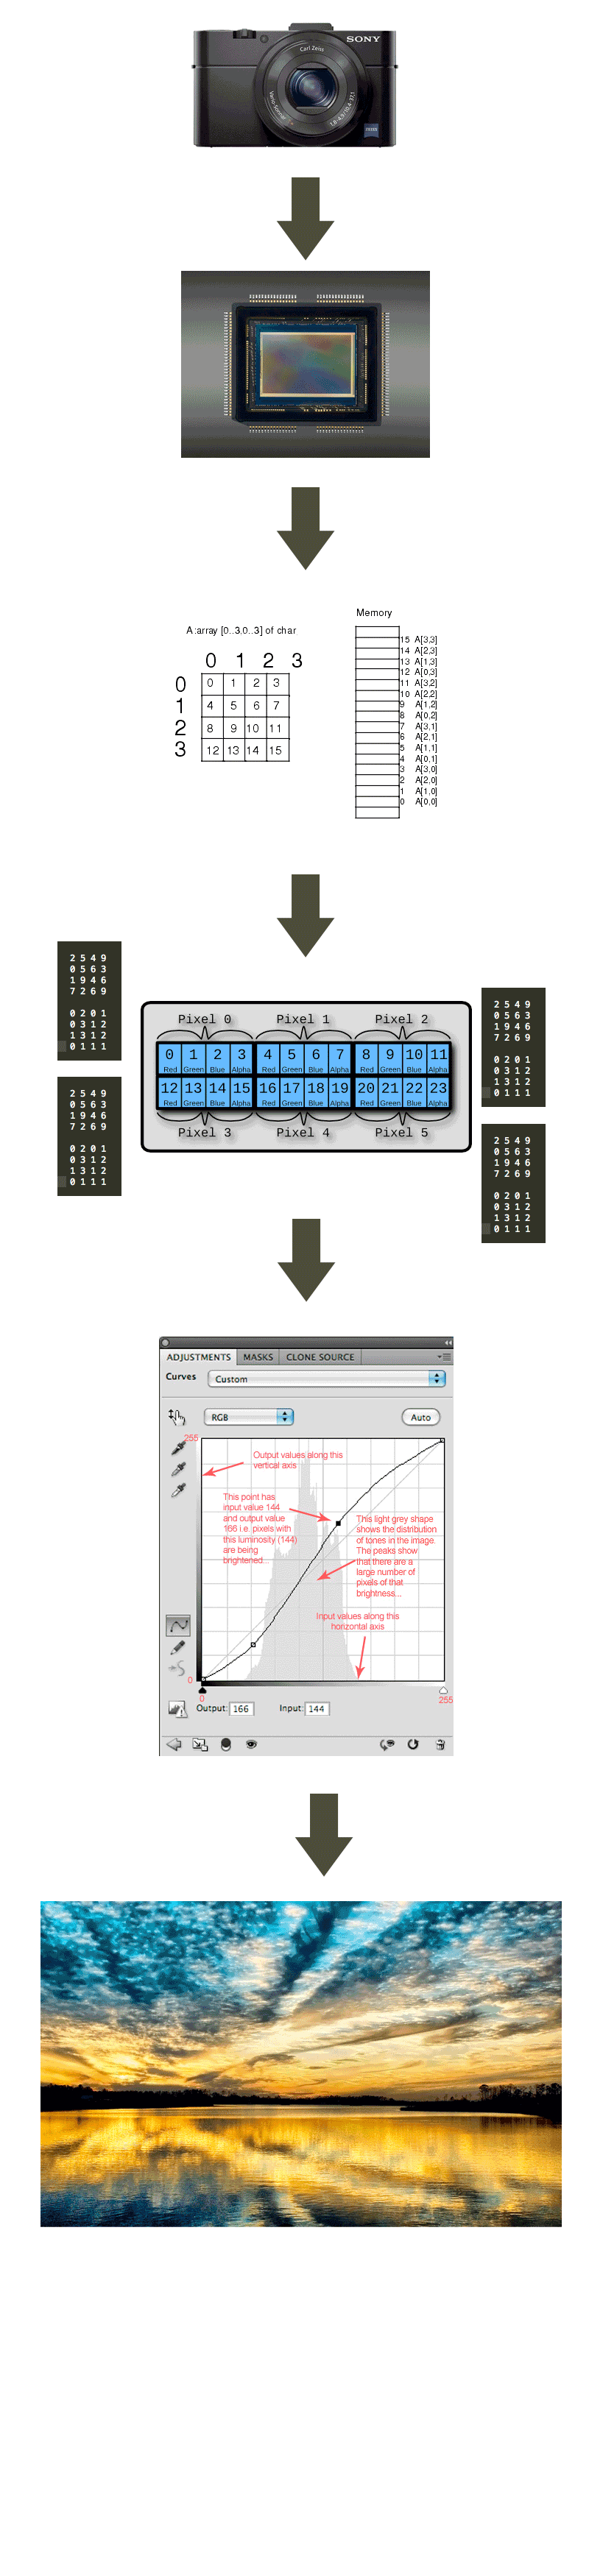 SONY
Carl Zeiss
Vario-Sonnar
1,8-4,9/10,4-37,1
ZEISS
Memory
A :array [0..3,0..3] of char
0 1 2 3
0 0 1 2 3
1 4 5 6 7
2 8 9 10 11
3 12 13 14 15
15 A[3,3]
14 A[2,3]
13 A[1,3]
12 A[0,3]
11 A[3,2]
10 A[2,2]
9 A[1,2]
8 A[0,2]
7 A[3,1]
6 A[2,1]
5 A[1,1]
4 A[0,1]
3 A[3,0]
2 A[2,0]
1 A[1,0]
0 A[0,0]
2 5 4 9
0 5 6 3
1 9 4 6
7 2 6 9
0 2 0 1
0 3 1 2
1 3 1 2
0 1 1 1
2 5 4 9
0 5 6 3
1 9 4 6
7 2 6 9
0 2 0 1
0 3 1 2
1 3 1 2
0 1 1 1
Pixel 0 Pixel 1 Pixel 2
0 1 2 3 4 5 6 7 8 9 10 11
Red Green Blue Alpha Red Green Blue Alpha Red Green Blue Alpha
12 13 14 15 16 17 18 19 20 21 22 23
Red Green Blue Alpha Red Green Blue Alpha Red Green Blue Alpha
Pixel 3 Pixel 4 Pixel 5
2 5 4 9
0 5 6 3
1 9 4 6
7 2 6 9
0 2 0 1
0 3 1 2
1 3 1 2
0 1 1 1
2 5 4 9
0 5 6 3
1 9 4 6
7 2 6 9
0 2 0 1
0 3 1 2
1 3 1 2
0 1 1 1
ADJUSTMENTS MASKS CLONE SOURCE
Curves Custom
RGB Auto
255
Output values along this
vertical axis
This point has
input value 144
and output value
166 i.e. pixels with
this luminosity (144)
are being
brightened...
This light grey shape
shows the distribution
of tones in the image.
The peaks show
that there are a
large number of
pixels of that
brightness...
Input values along this
horizontal axis
0
0 255
Output: 166 Input: 144